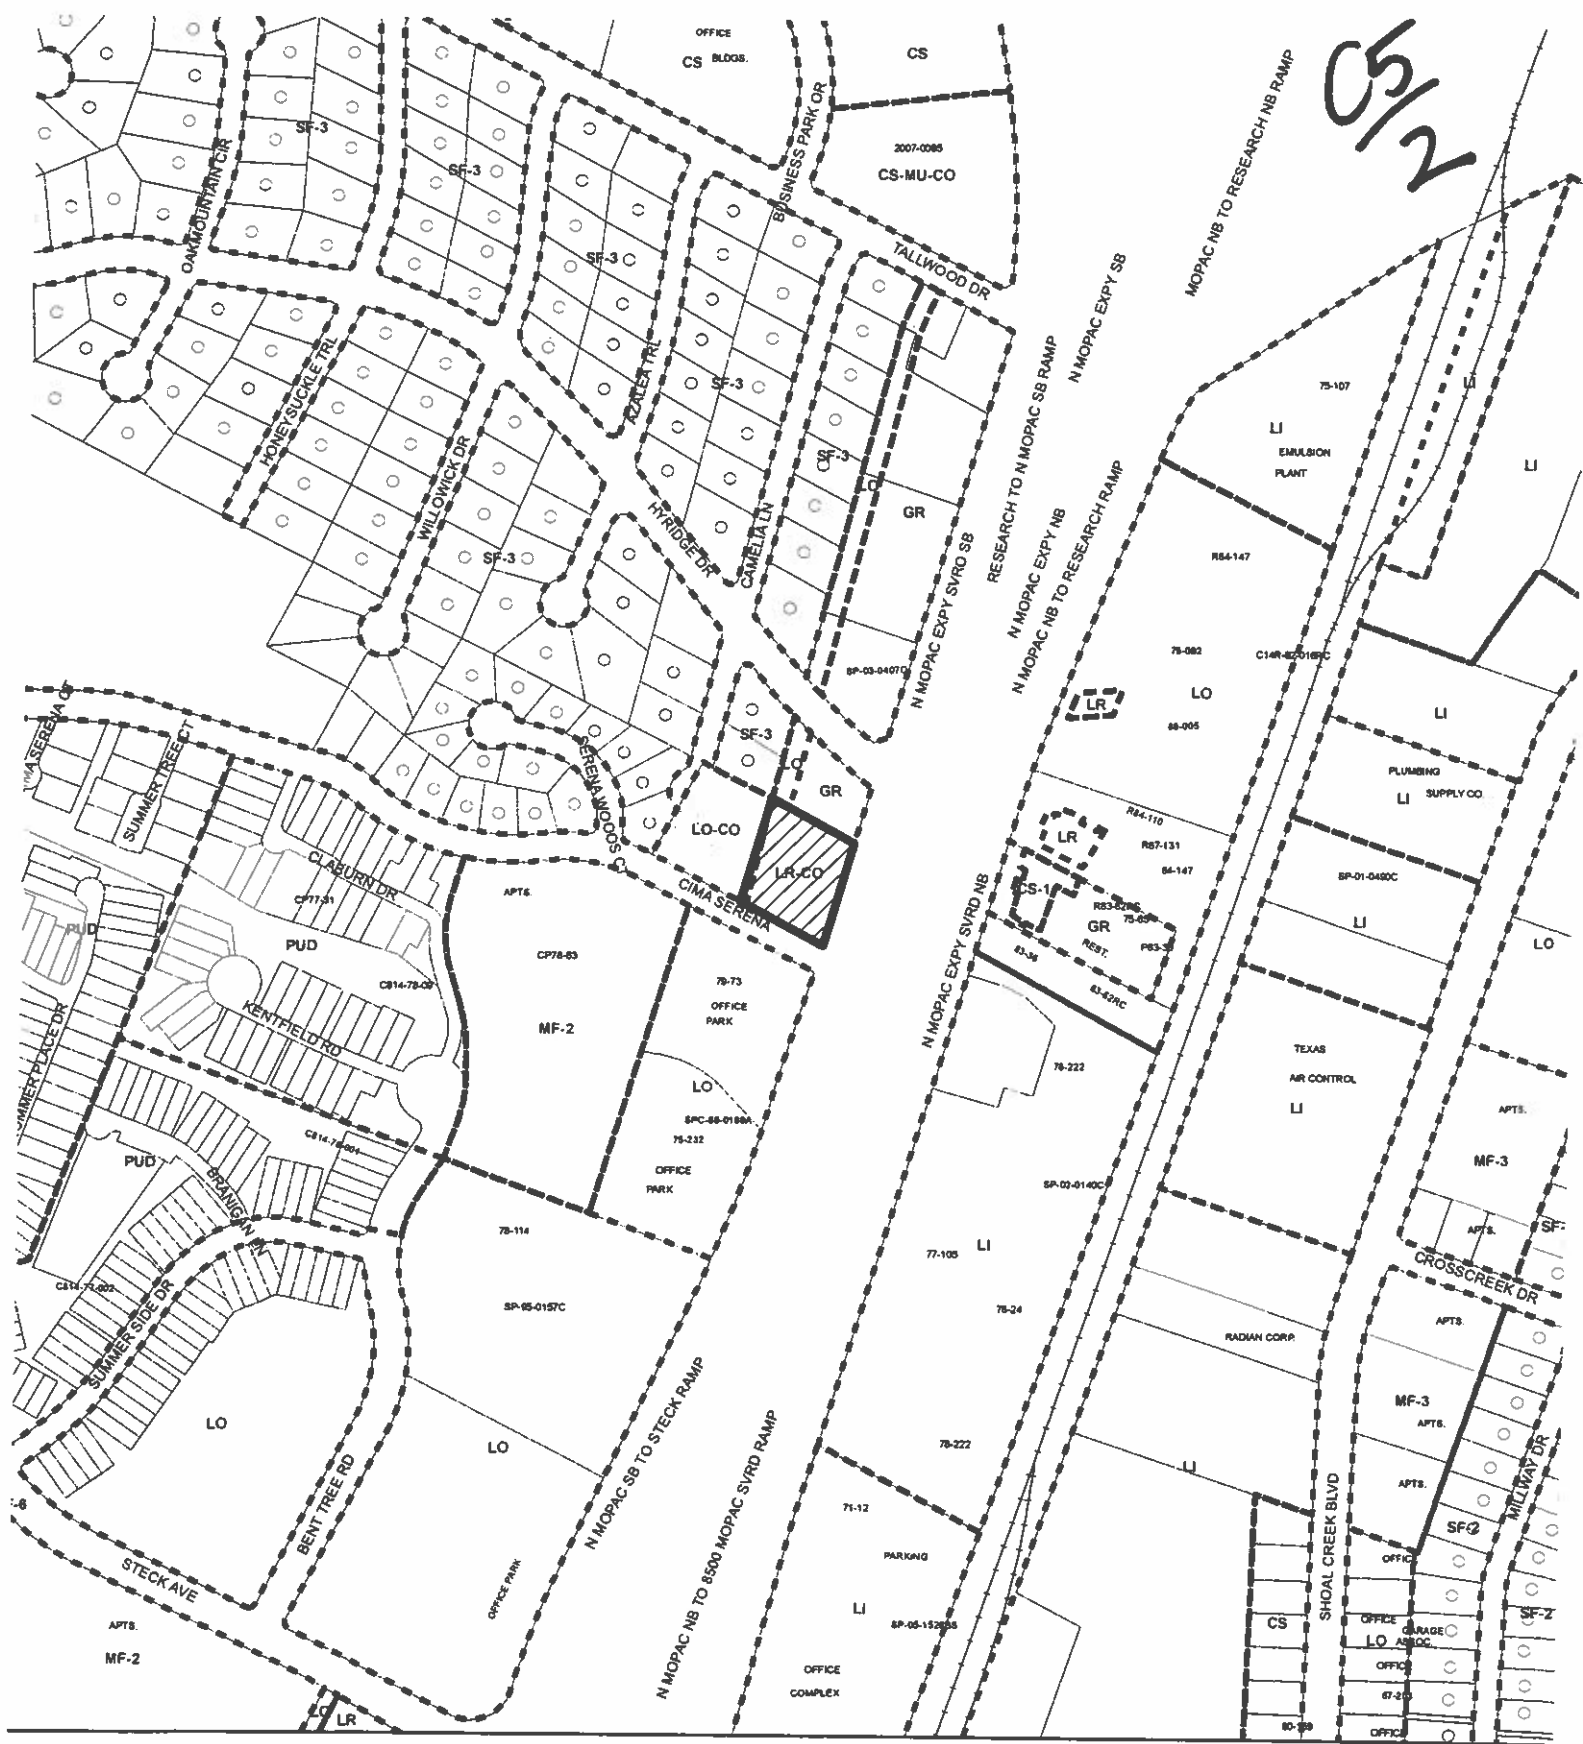 OFFICE
CS BLDGS.
CS
C5/2
BUSINESS PARK DR
2007-0085
CS-MU-CO
MOPAC NB TO RESEARCH NB RAMP
SF-3
SF-3
OAKMOUNTAIN CIR
SF-3
TALLWOOD DR
N MOPAC EXPY SB
RESEARCH TO N MOPAC SB RAMP
HONEYSUCKLE TRL
AZALEA TRL
SF-3
75-107
LI
LI
EMULSION
PLANT
LI
WILLOWICK DR
SF-3
LO
GR
HYRIDGE DR
CAMELIA LN
SF-3
N MOPAC EXPY SVRD SB
N MOPAC EXPY NB
N MOPAC NB TO RESEARCH RAMP
R84-147
75-082
LO
LR
88-005
SP-03-0407D
LI
PLUMBING
SUPPLY CO
LI
SERENA WOODS CT
SF-3
LO
GR
LO-CO
LR-CO
CIMA SERENA
SUMMER TREE CT
CLABURN DR
CP77-31
PUD
PUD
C814-78-00
KENTFIELD RD
SUMMER PLACE DR
APTS.
CP78-83
MF-2
79-73
OFFICE
PARK
LO
75-232
OFFICE
PARK
N MOPAC EXPY SVRD NB
R84-110
LR
R87-131
84-147
CS-1
GR
REST.
83-36
83-62RC
SP-01-0490C
LI
LO
TEXAS
AIR CONTROL
LI
APTS.
MF-3
APTS.
78-222
SP-02-0140C
C814-78-004
PUD
BRANIGAN LN
C814-77-002
SUMMER SIDE DR
78-114
SP-95-0157C
77-105
LI
78-24
CROSSCREEK DR
APTS.
RADIAN CORP.
MF-3
APTS.
LO
LO
BENT TREE RD
N MOPAC SB TO STECK RAMP
N MOPAC NB TO 8500 MOPAC SVRD RAMP
78-222
LI
APTS.
SHOAL CREEK BLVD
MILLWAY DR
SF-2
71-12
PARKING
LI
STECK AVE
OFFICE PARK
APTS.
MF-2
LO
LR
OFFICE
COMPLEX
CS
OFFICE
LO
GARAGE
ASSOC.
OFFICE
SF-2
OFFICE